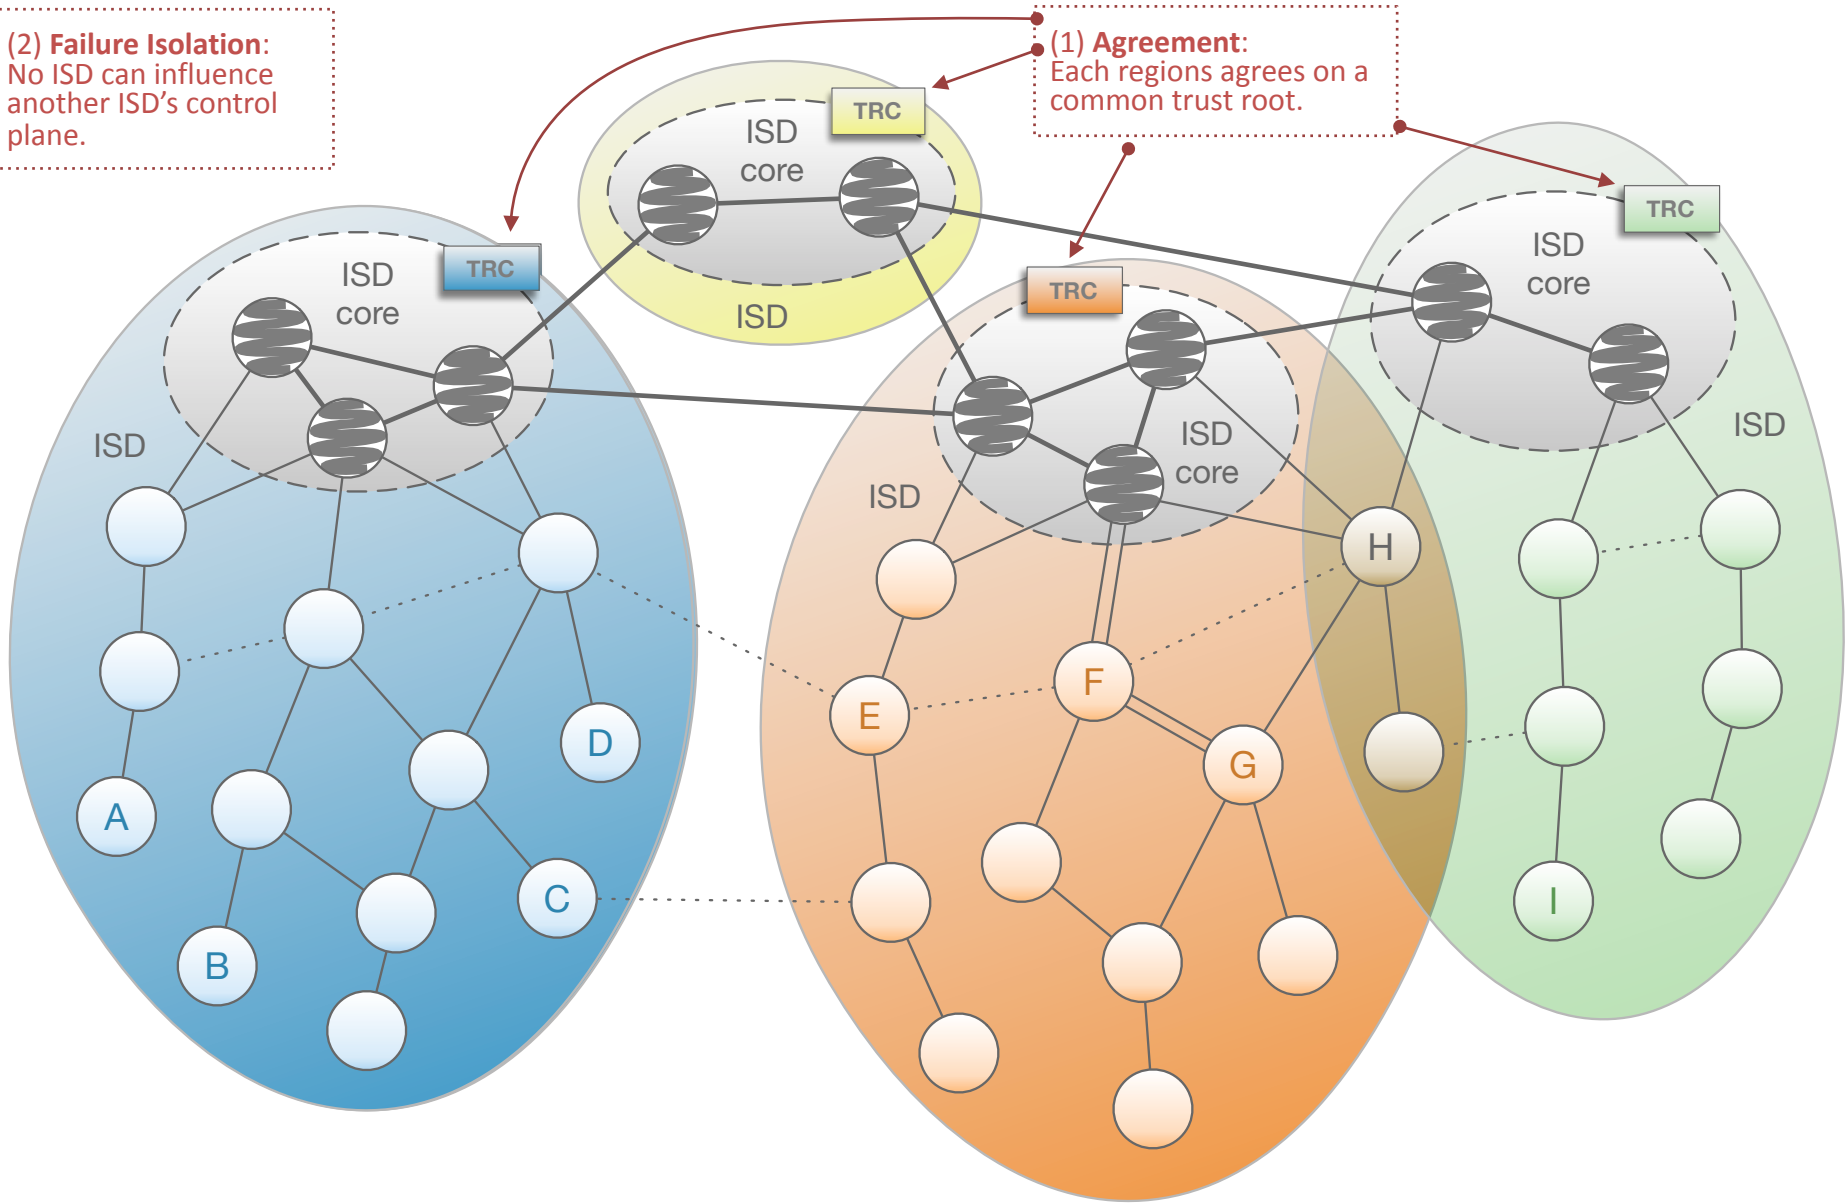 (2) Failure Isolation:
No ISD can influence
another ISD's control
plane.
(1) Agreement:
Each regions agrees on a
common trust root.
TRC
ISD
core
ISD
TRC
ISD
core
ISD
TRC
ISD
core
ISD
TRC
ISD
core
ISD
A
B
C
D
E
F
G
H
I